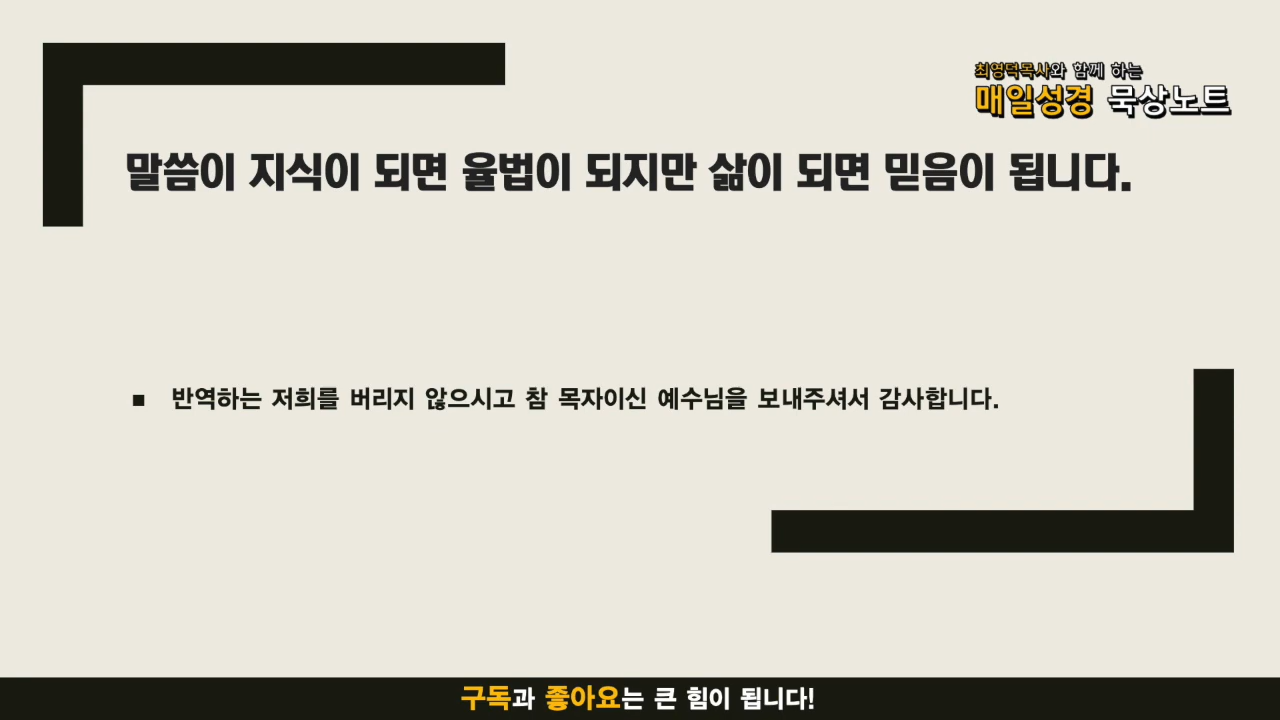 최영덕목사와 함께 하는
매일성경 묵상노트
말씀이 지식이 되면 율법이 되지만 삶이 되면 믿음이 됩니다.
▪ 반역하는 저희를 버리지 않으시고 참 목자이신 예수님을 보내주셔서 감사합니다.
구독과 좋아요는 큰 힘이 됩니다!